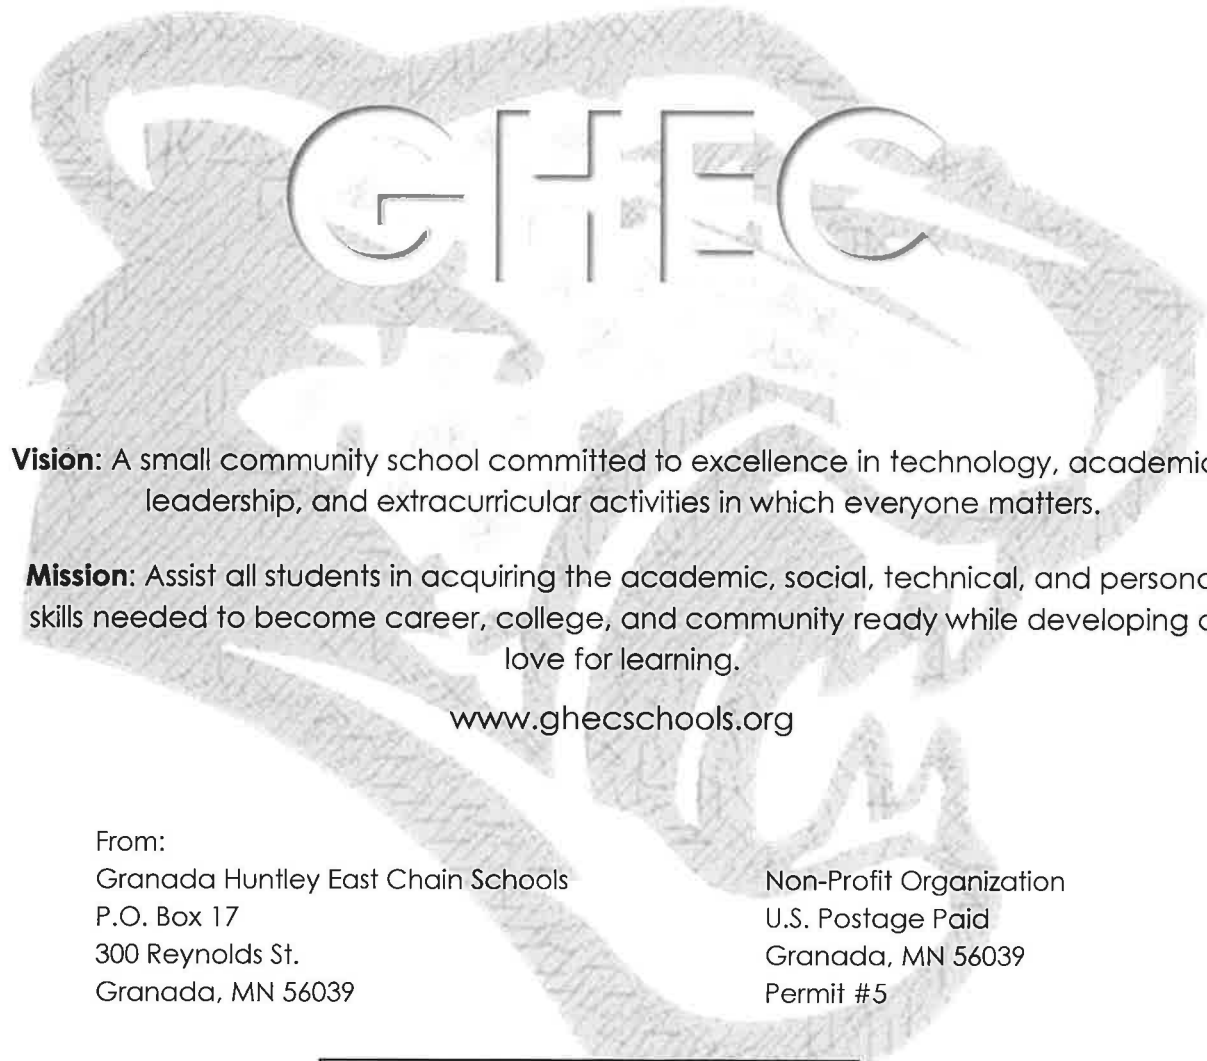 GHEC
Vision: A small community school committed to excellence in technology, academic
leadership, and extracurricular activities in which everyone matters.
Mission: Assist all students in acquiring the academic, social, technical, and persona
skills needed to become career, college, and community ready while developing a
love for learning.
www.ghecschools.org
From:
Granada Huntley East Chain Schools
P.O. Box 17
300 Reynolds St.
Granada, MN 56039
Non-Profit Organization
U.S. Postage Paid
Granada, MN 56039
Permit #5